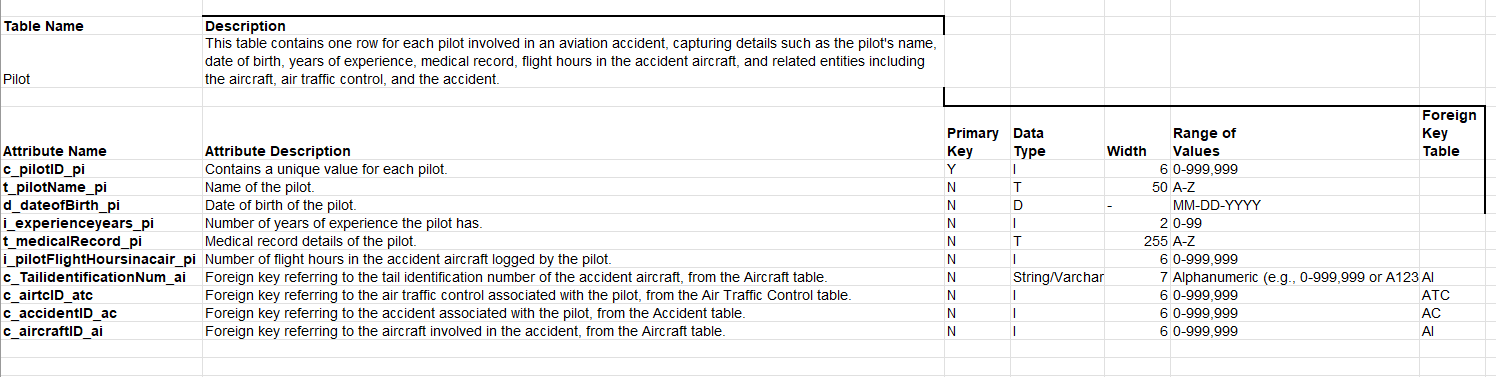 Table Name Description
This table contains one row for each pilot involved in an aviation accident, capturing details such as the pilot's name,
date of birth, years of experience, medical record, flight hours in the accident aircraft, and related entities including
Pilot the aircraft, air traffic control, and the accident.
Foreign
Primary Data Range of Key
Attribute Name Attribute Description Key Type Width Values Table
c_pilotID_pi Contains a unique value for each pilot. Y I 6 0-999,999
t_pilotName_pi Name of the pilot. N T 50 A-Z
d_dateofBirth_pi Date of birth of the pilot. N D - MM-DD-YYYY
i_experienceyears_pi Number of years of experience the pilot has. N I 2 0-99
t_medicalRecord_pi Medical record details of the pilot. N T 255 A-Z
i_pilotFlightHoursinacair_pi Number of flight hours in the accident aircraft logged by the pilot. N I 6 0-999,999
c_TailidentificationNum_ai Foreign key referring to the tail identification number of the accident aircraft, from the Aircraft table. N String/Varchar 7 Alphanumeric (e.g., 0-999,999 or A123 AI
c_airtcID_atc Foreign key referring to the air traffic control associated with the pilot, from the Air Traffic Control table. N I 6 0-999,999 ATC
c_accidentID_ac Foreign key referring to the accident associated with the pilot, from the Accident table. N I 6 0-999,999 AC
c_aircraftID_ai Foreign key referring to the aircraft involved in the accident, from the Aircraft table. N I 6 0-999,999 AI